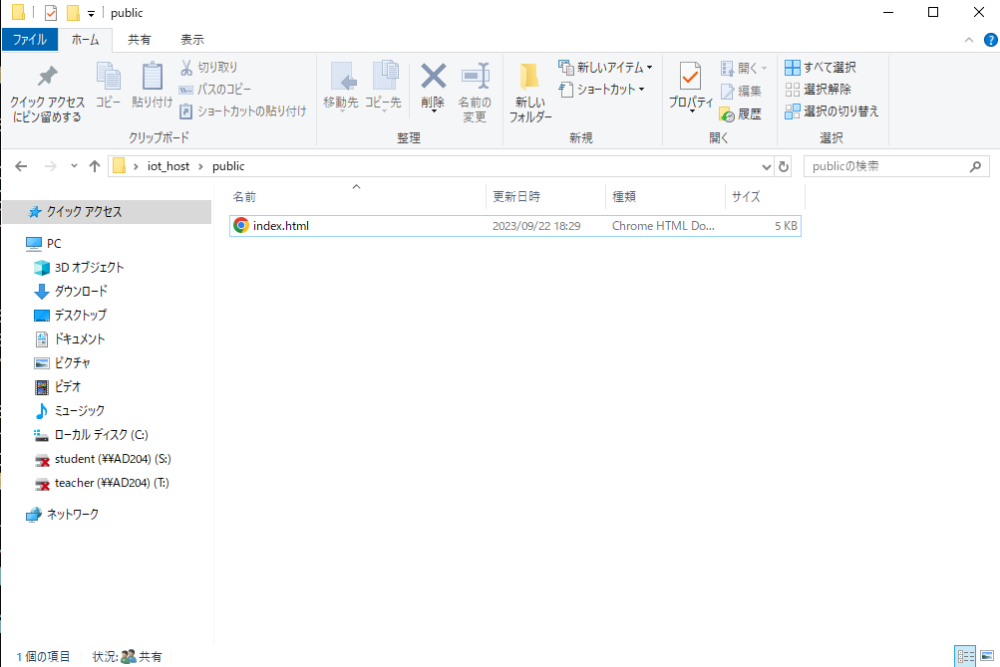 public
ファイル ホーム 共有 表示
クイック アクセス
にピン留めする
コピー
貼り付け
切り取り
パスのコピー
ショートカットの貼り付け
クリップボード
移動先
コピー先
削除
名前の
変更
整理
新しい
フォルダー
新しいアイテム
ショートカット
新規
プロパティ
開く
編集
履歴
開く
すべて選択
選択解除
選択の切り替え
選択
iot_host public
publicの検索
名前 更新日時 種類 サイズ
index.html 2023/09/22 18:29 Chrome HTML Do... 5 KB
クイック アクセス
PC
3D オブジェクト
ダウンロード
デスクトップ
ドキュメント
ピクチャ
ビデオ
ミュージック
ローカル ディスク (C:)
student (¥¥AD204) (S:)
teacher (¥¥AD204) (T:)
ネットワーク
1 個の項目 状況: 共有